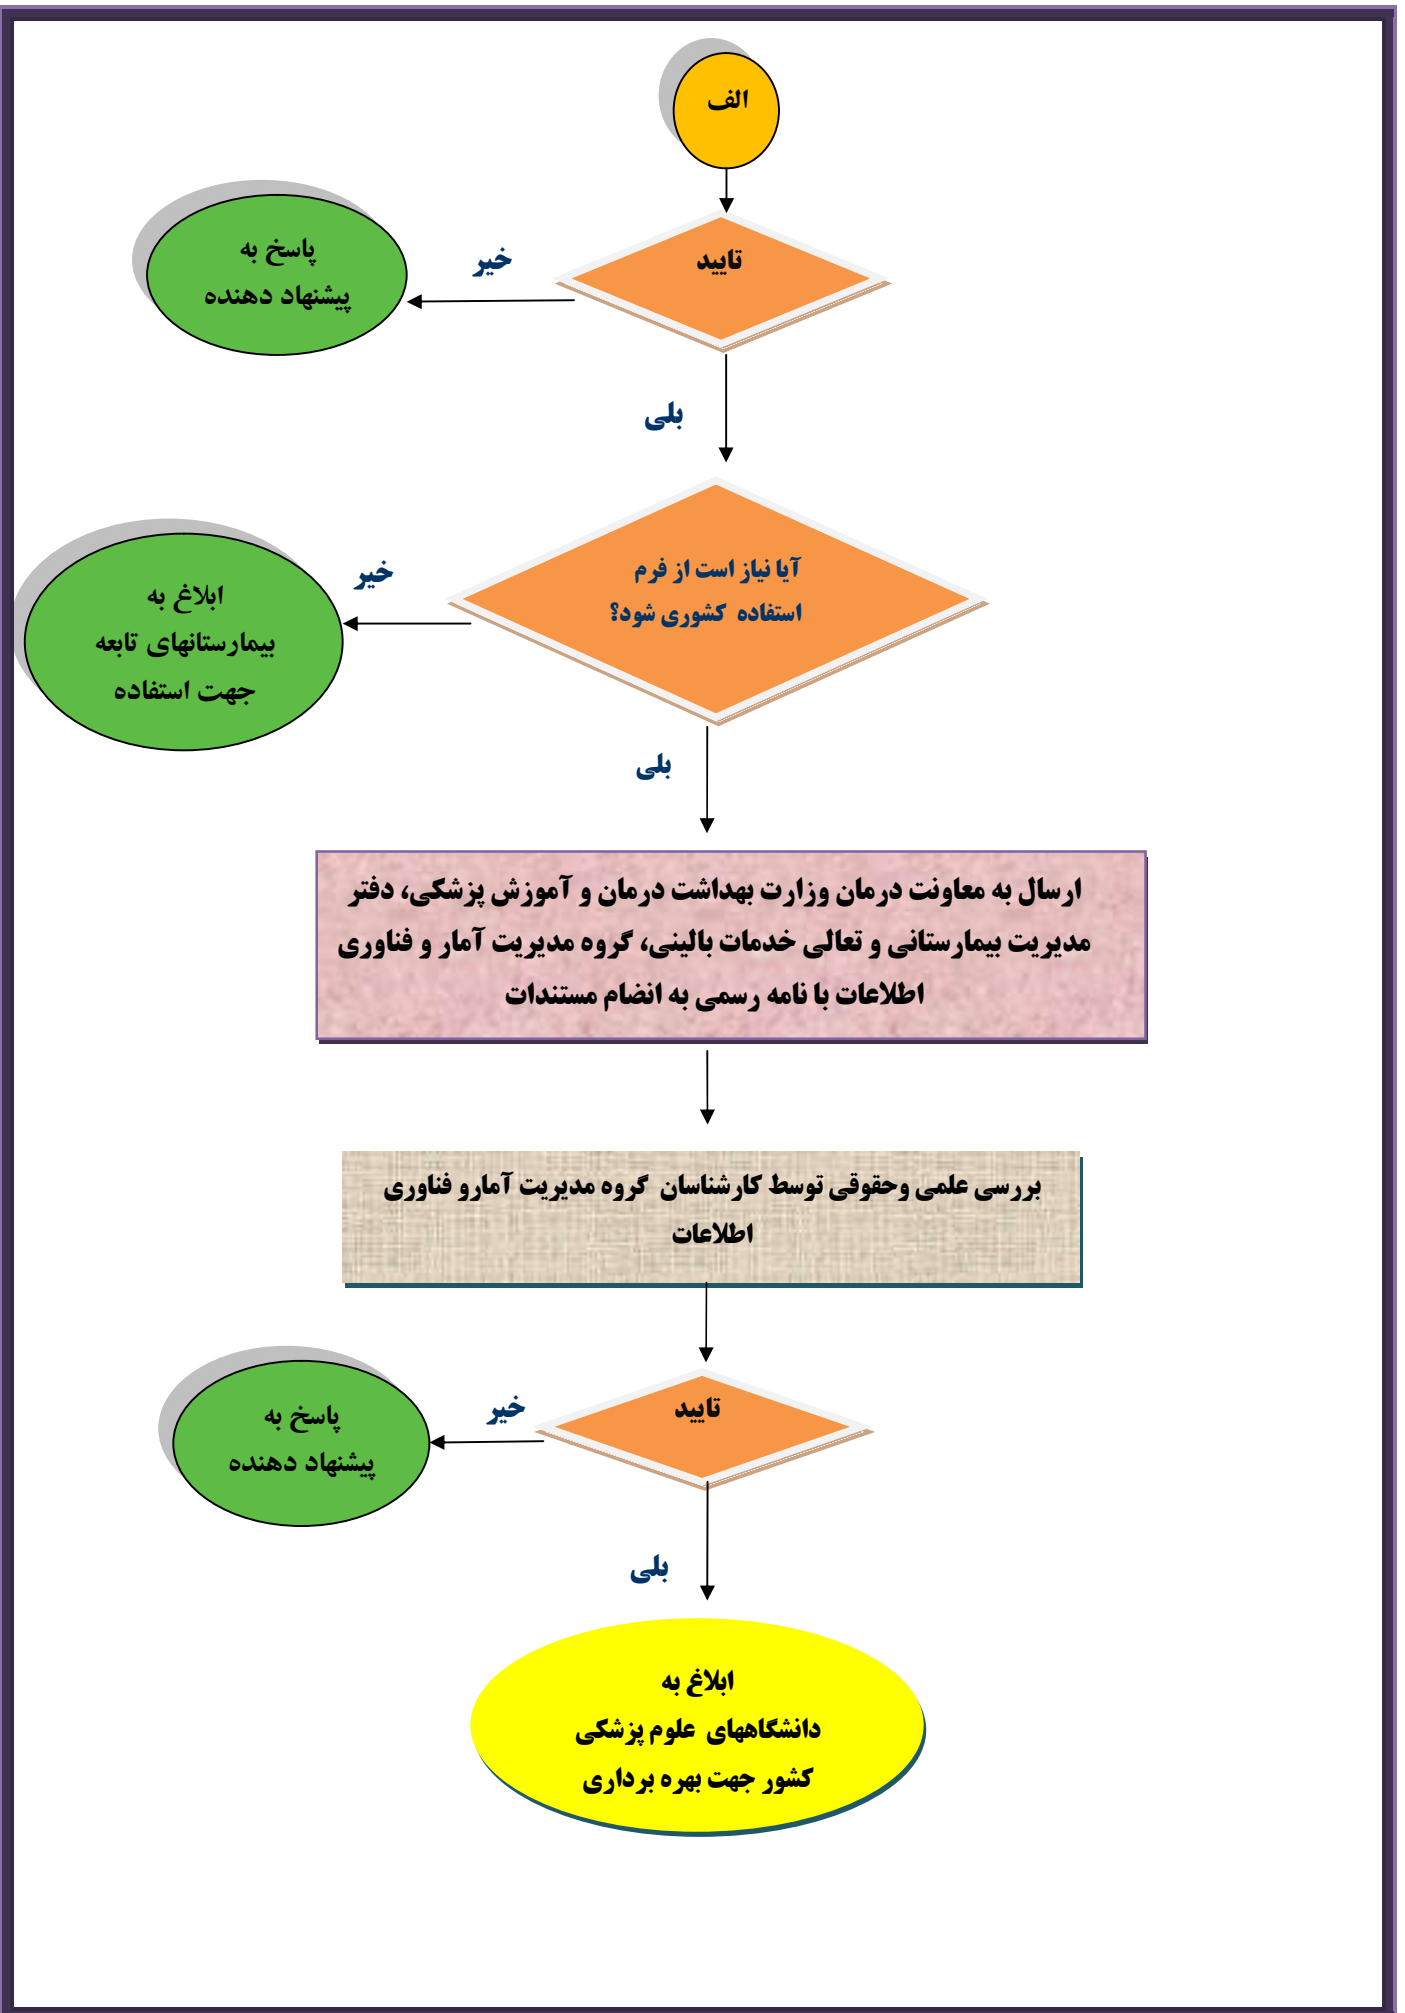 الف
تایید
خیر
پاسخ به
پیشنهاد دهنده
بلی
آیا نیاز است از فرم
استفاده کشوری شود؟
خیر
ابلاغ به
بیمارستانهای تابعه
جهت استفاده
بلی
ارسال به معاونت درمان وزارت بهداشت درمان و آموزش پزشکی، دفتر
مدیریت بیمارستانی و تعالی خدمات بالینی، گروه مدیریت آمار و فناوری
اطلاعات با نامه رسمی به انضام مستندات
بررسی علمی وحقوقی توسط کارشناسان گروه مدیریت آمارو فناوری
اطلاعات
تایید
خیر
پاسخ به
پیشنهاد دهنده
بلی
ابلاغ به
دانشگاههای علوم پزشکی
کشور جهت بهره برداری